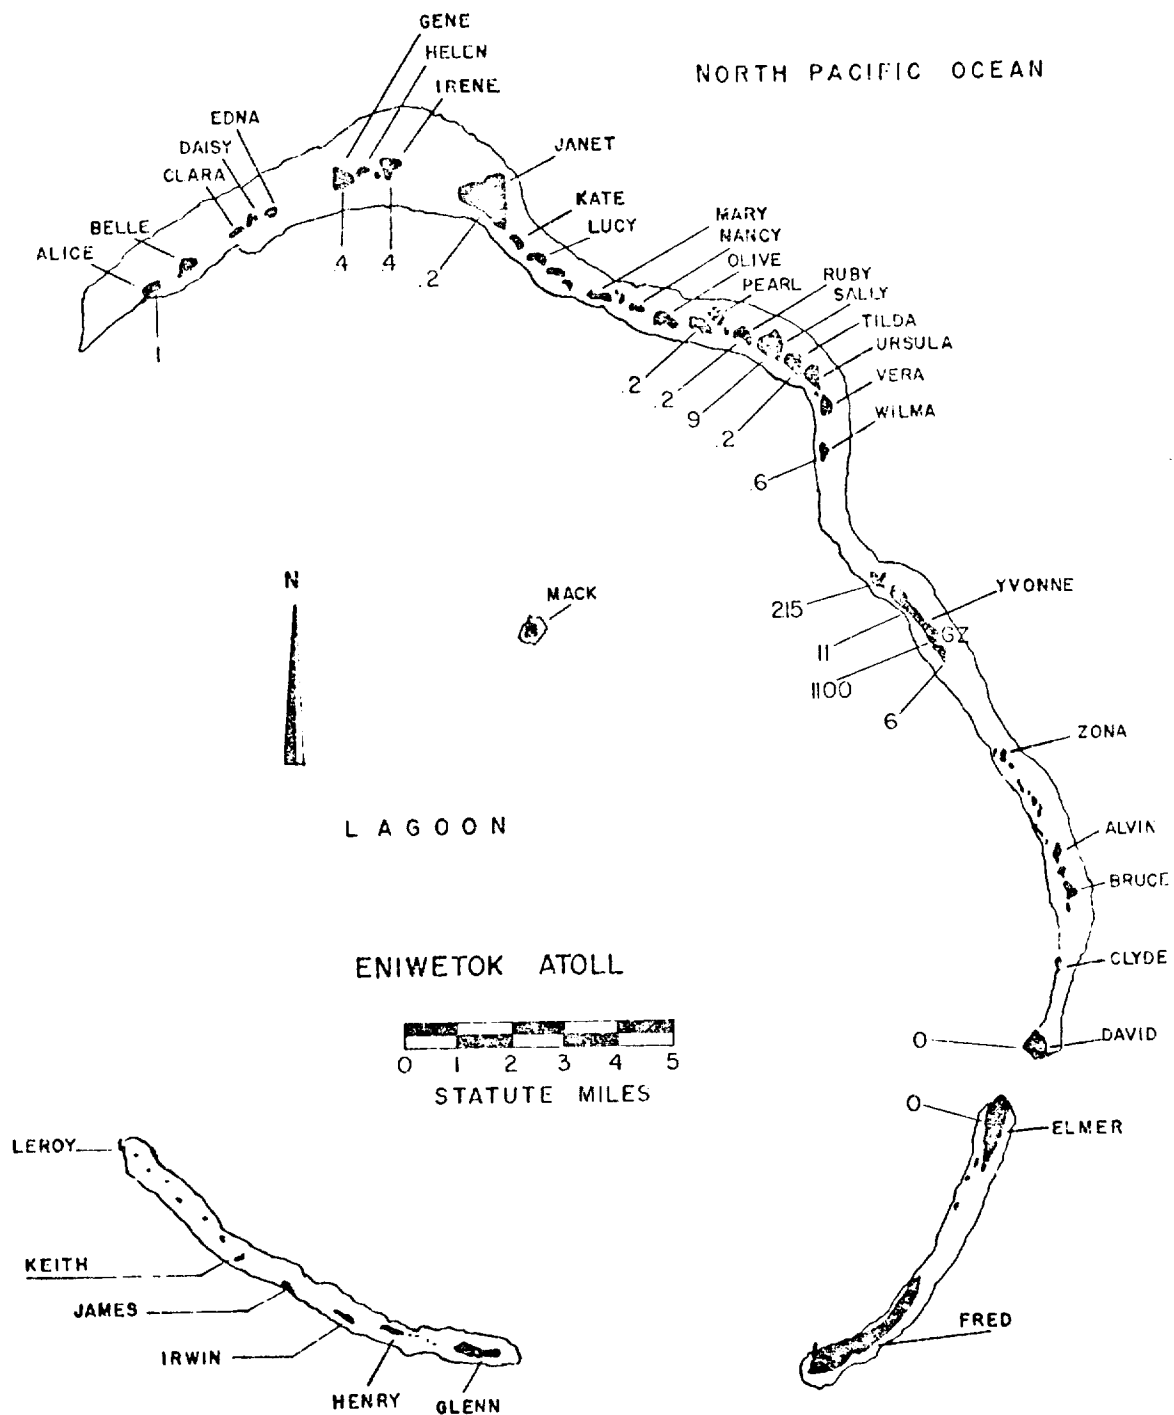 GENE
HELEN
IRENE
NORTH PACIFIC OCEAN
EDNA
DAISY
CLARA
BELLE
ALICE
JANET
KATE
LUCY
MARY
NANCY
OLIVE
PEARL
RUBY
SALLY
TILDA
URSULA
VERA
WILMA
1
.4
.4
.2
.2
.2
9
.2
.6
N
MACK
YVONNE
GZ
215
11
1100
6
ZONA
LAGOON
ALVIN
BRUCE
ENIWETOK ATOLL
CLYDE
0
DAVID
0 1 2 3 4 5
STATUTE MILES
0
ELMER
LEROY
KEITH
JAMES
IRWIN
HENRY
GLENN
FRED